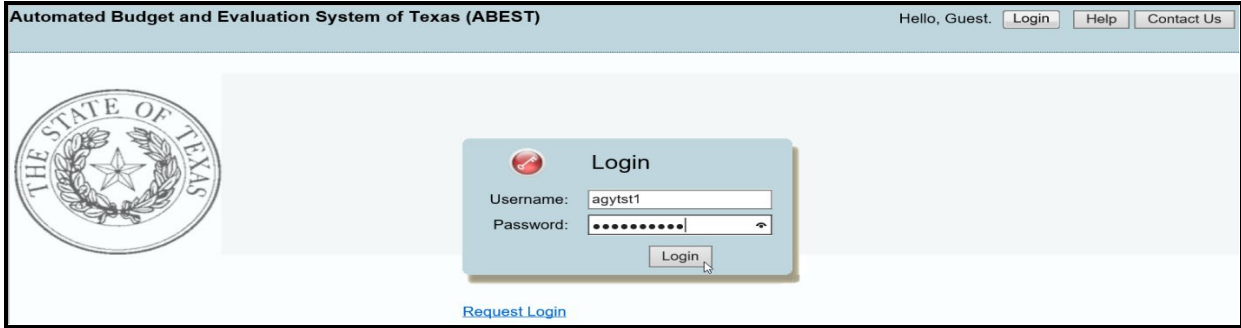 Automated Budget and Evaluation System of Texas (ABEST)
Hello, Guest. Login Help Contact Us
THE STATE OF TEXAS
Login
Username: agytst1
Password: ●●●●●●●●●●
Login
Request Login